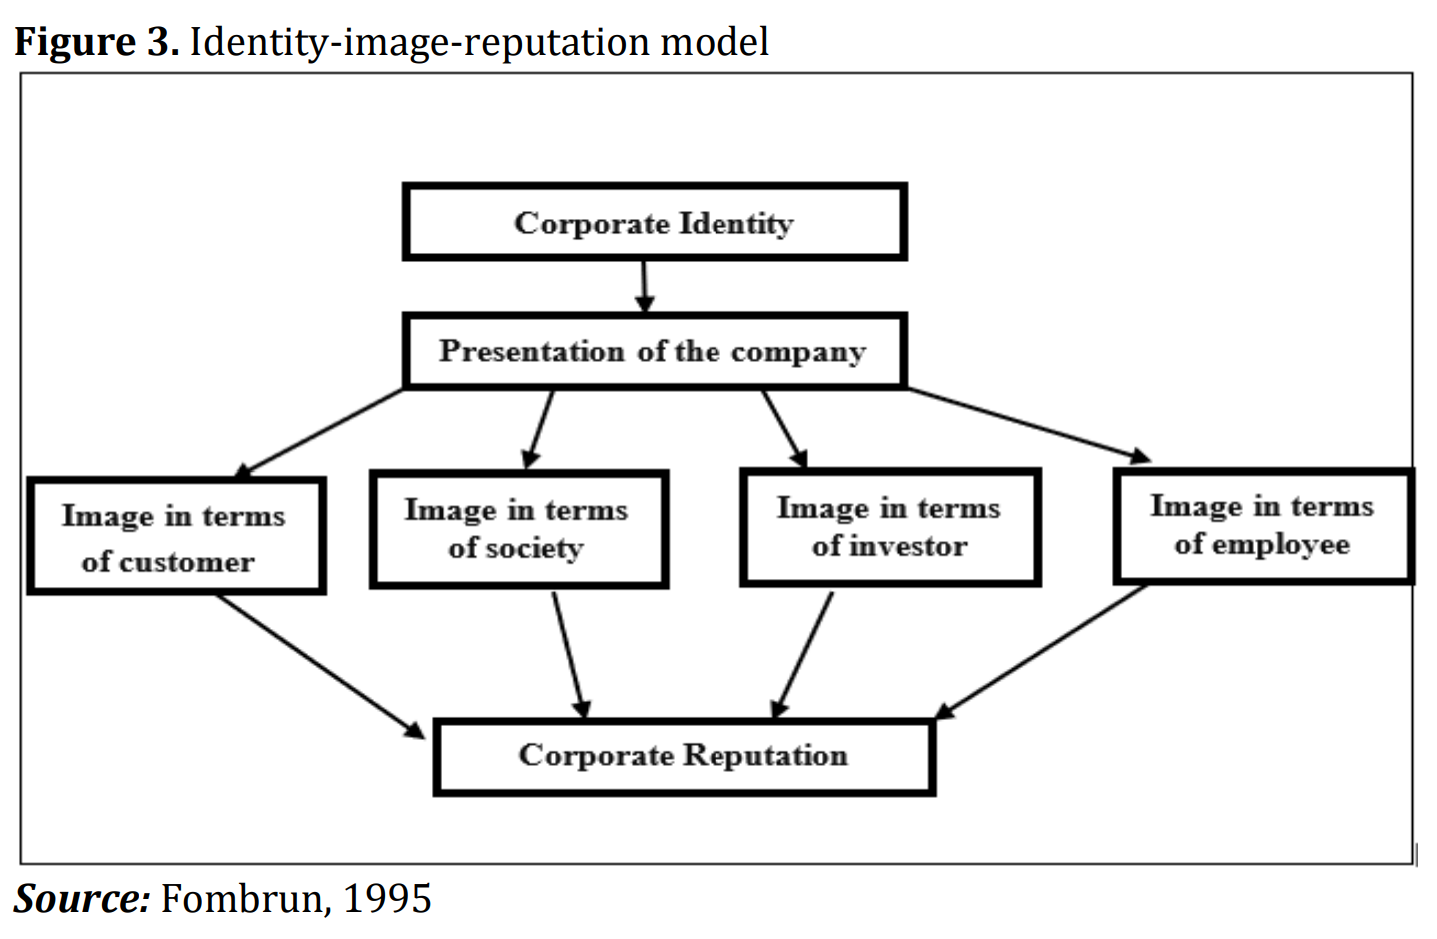 Figure 3. Identity-image-reputation model
Corporate Identity
Presentation of the company
Image in terms
of customer
Image in terms
of society
Image in terms
of investor
Image in terms
of employee
Corporate Reputation
Source: Fombrun, 1995